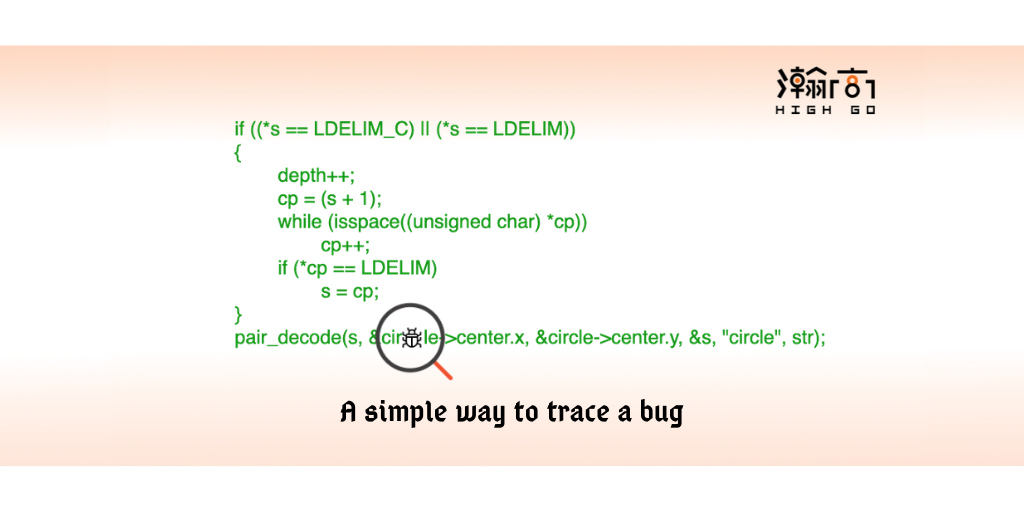 瀚高
HIGH GO
if ((*s == LDELIM_C) || (*s == LDELIM))
{
depth++;
cp = (s + 1);
while (isspace((unsigned char) *cp))
cp++;
if (*cp == LDELIM)
s = cp;
}
pair_decode(s, &circle->center.x, &circle->center.y, &s, "circle", str);
A simple way to trace a bug